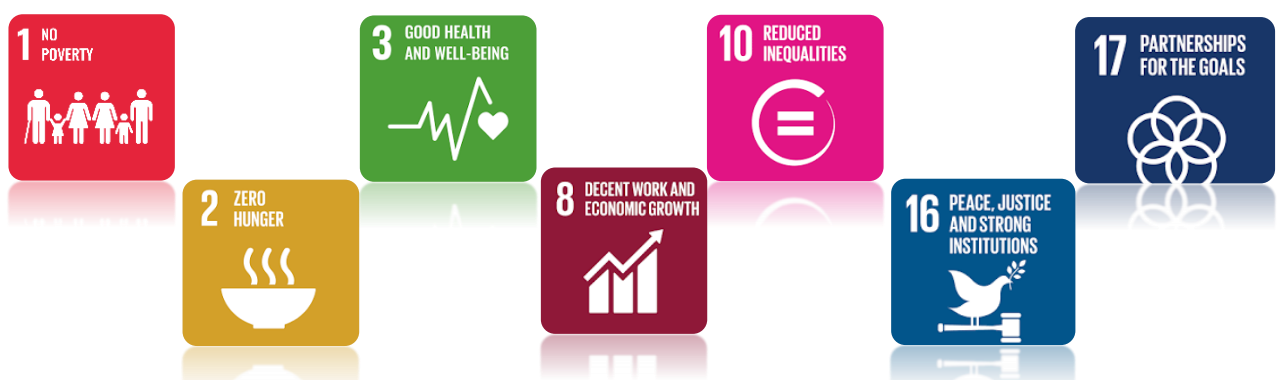 1 NO
POVERTY
2 ZERO
HUNGER
3 GOOD HEALTH
AND WELL-BEING
8 DECENT WORK AND
ECONOMIC GROWTH
10 REDUCED
INEQUALITIES
16 PEACE, JUSTICE
AND STRONG
INSTITUTIONS
17 PARTNERSHIPS
FOR THE GOALS